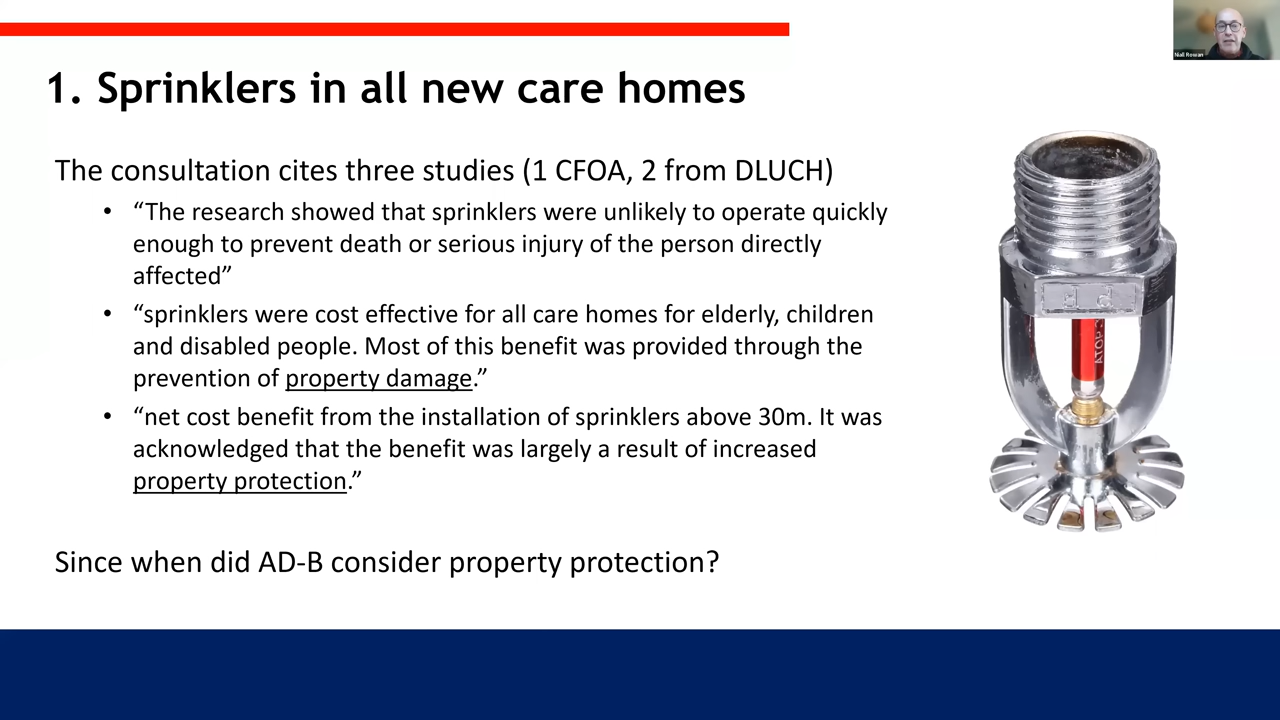 Niall Rowan
1. Sprinklers in all new care homes
The consultation cites three studies (1 CFOA, 2 from DLUCH)
• “The research showed that sprinklers were unlikely to operate quickly
enough to prevent death or serious injury of the person directly
affected”
• “sprinklers were cost effective for all care homes for elderly, children
and disabled people. Most of this benefit was provided through the
prevention of property damage.”
• “net cost benefit from the installation of sprinklers above 30m. It was
acknowledged that the benefit was largely a result of increased
property protection.”
Since when did AD-B consider property protection?